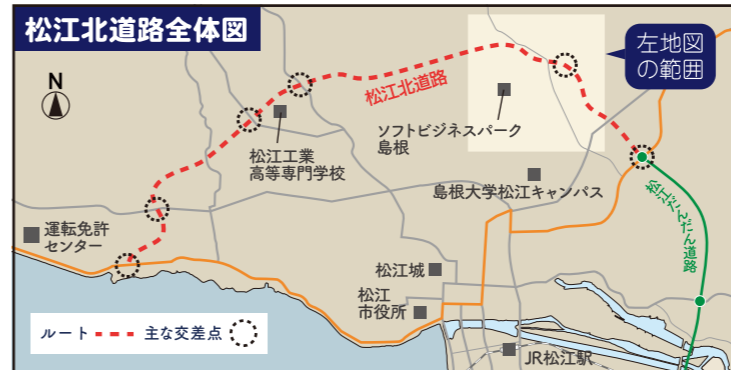 松江北道路全体図
左地図
の範囲
N
松江北道路
松江工業
高等専門学校
ソフトビジネスパーク
島根
島根大学松江キャンパス
松江だんだん道路
運転免許
センター
松江城
松江
市役所
JR松江駅
ルート 主な交差点